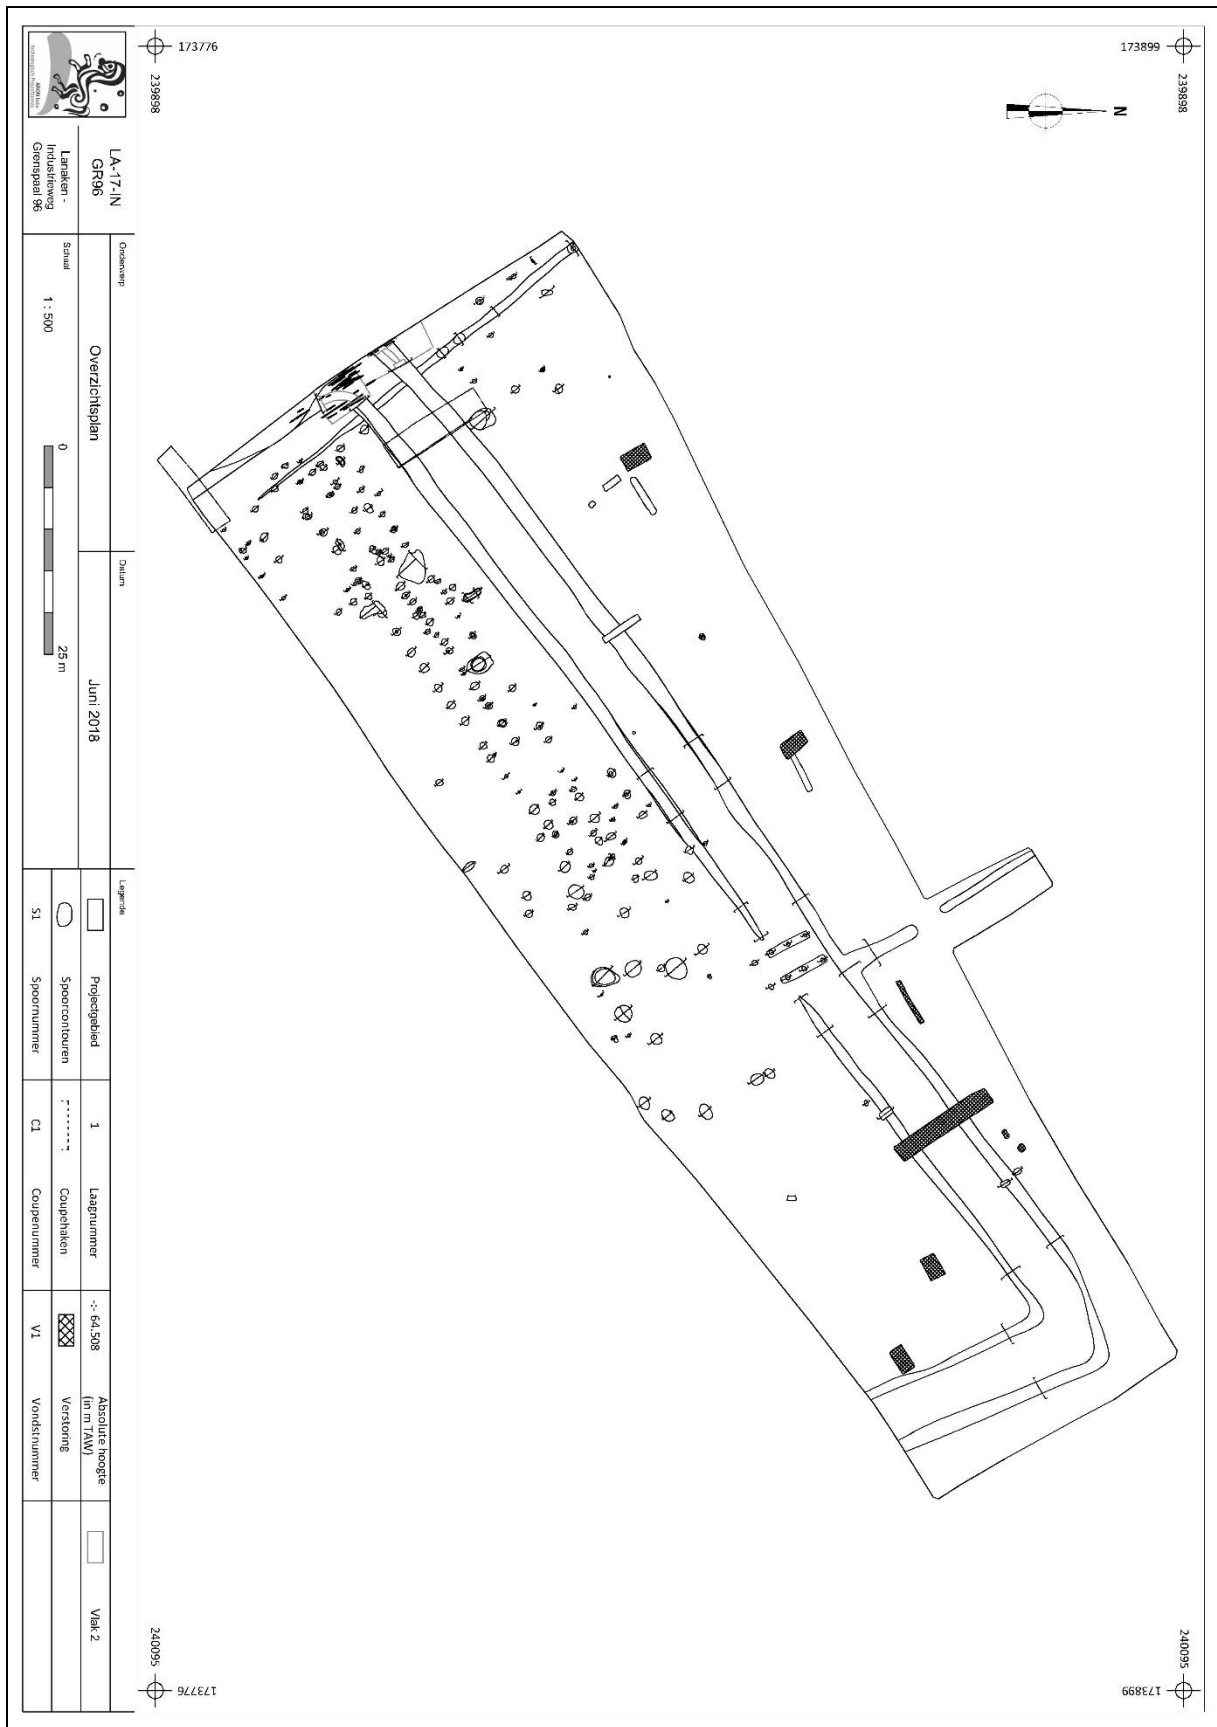 173776
239898
173899
239898
N
ARON bvba
LA-17-IN
GR96
Lanaken -
Industrieweg
Grenspaal 96
Onderwerp
Overzichtsplan
Schaal
1 : 500
0
25 m
Datum
Juni 2018
Legende
Projectgebied
Spoorcontouren
S1
Spoornummer
1
Laagnummer
Coupehaken
C1
Coupenummer
-:- 64.508
Absolute hoogte
(in m TAW)
Verstoring
V1
Vondstnummer
Vlak 2
240095
173776
240095
173899